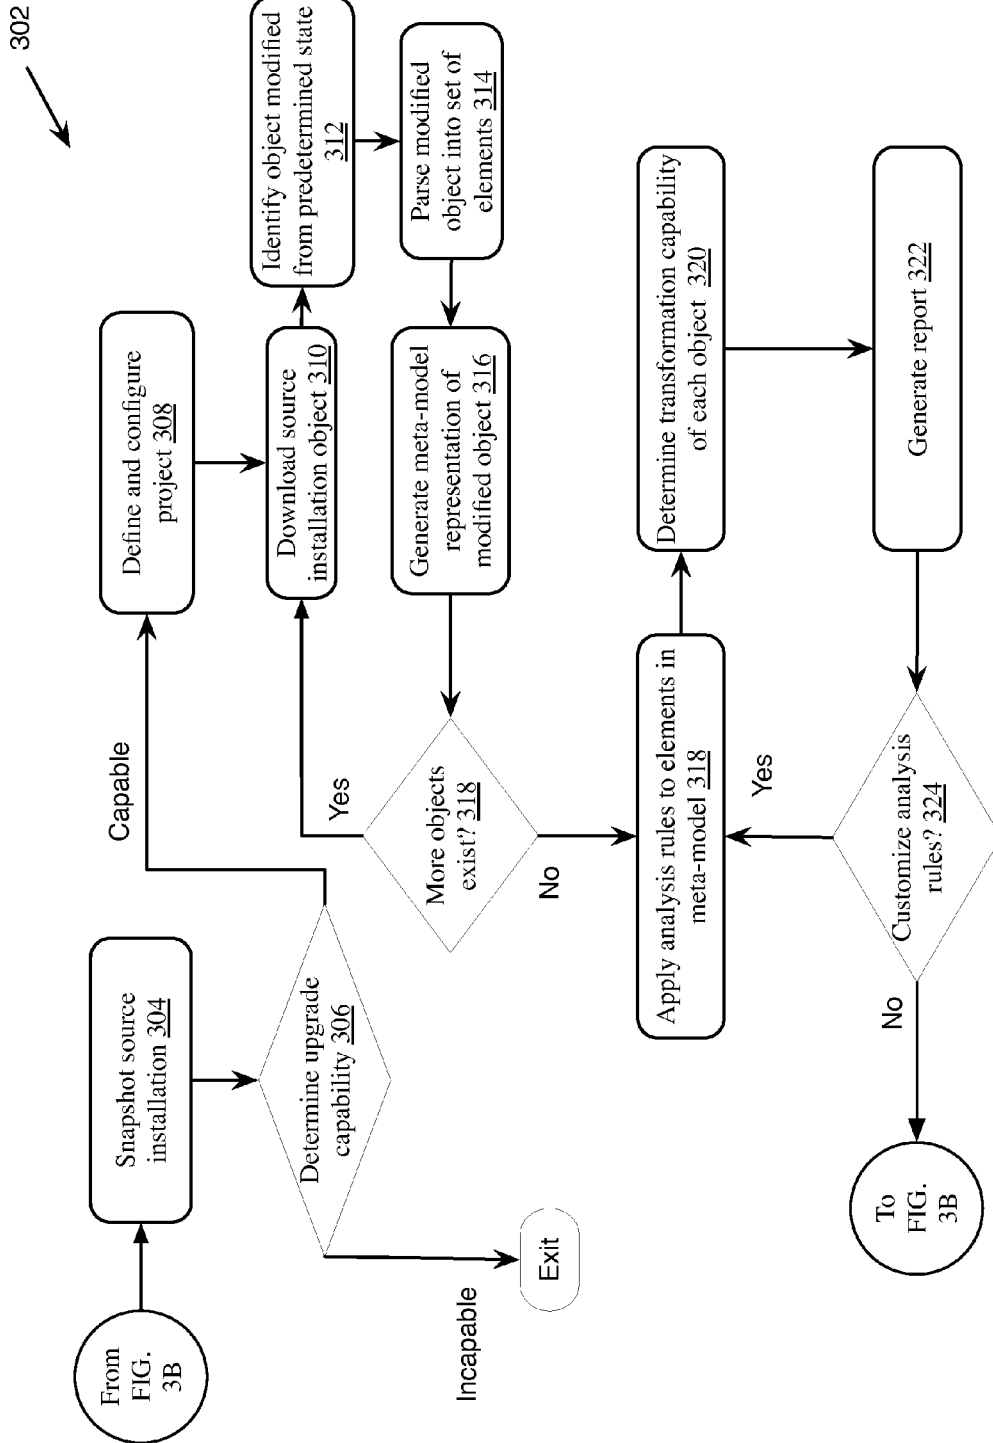 302
From
FIG.
3B
Snapshot source
installation 304
Determine upgrade
capability 306
Incapable
Exit
Capable
Define and configure
project 308
Download source
installation object 310
Identify object modified
from predetermined state
312
Parse modified
object into set of
elements 314
Generate meta-model
representation of
modified object 316
More objects
exist? 318
Yes
No
Apply analysis rules to elements in
meta-model 318
Determine transformation capability
of each object 320
Generate report 322
Customize analysis
rules? 324
Yes
No
To
FIG.
3B